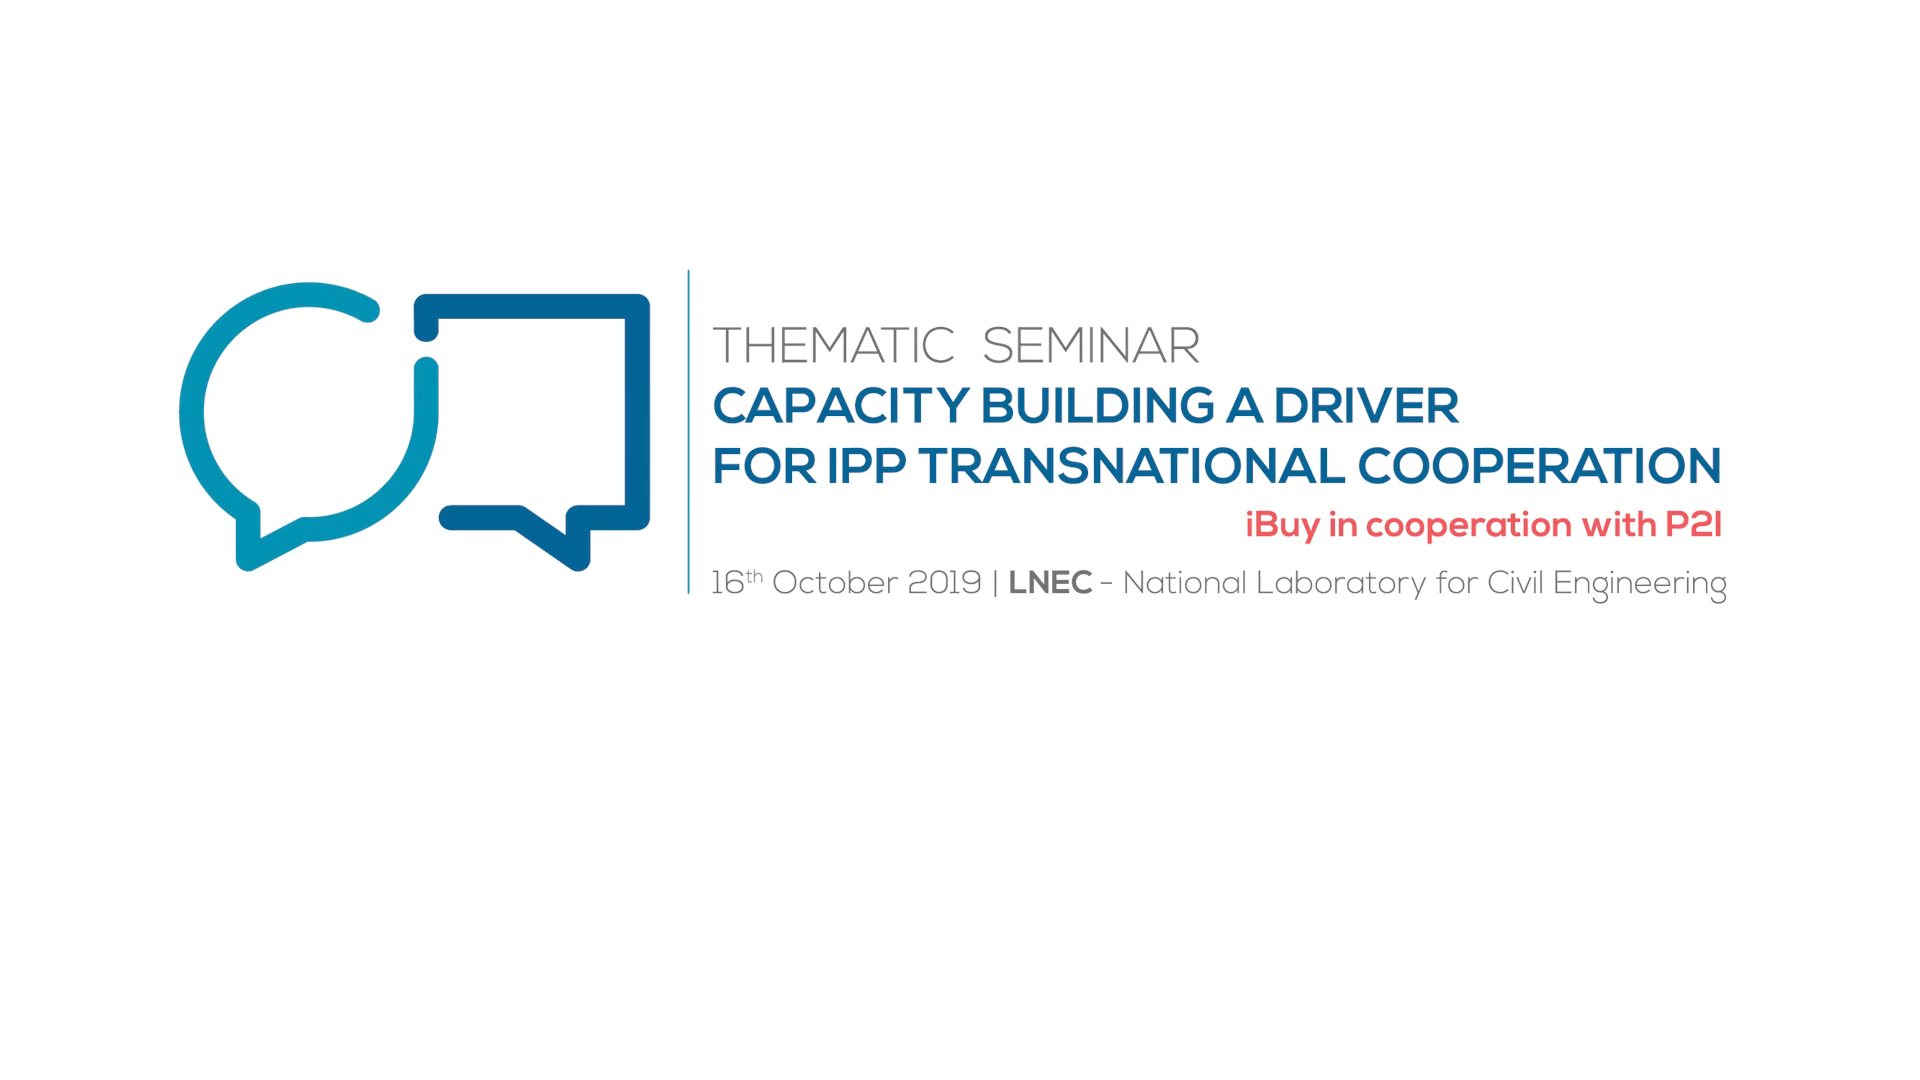 THEMATIC SEMINAR
CAPACITY BUILDING A DRIVER
FOR IPP TRANSNATIONAL COOPERATION
iBuy in cooperation with P2I
16th October 2019 | LNEC - National Laboratory for Civil Engineering